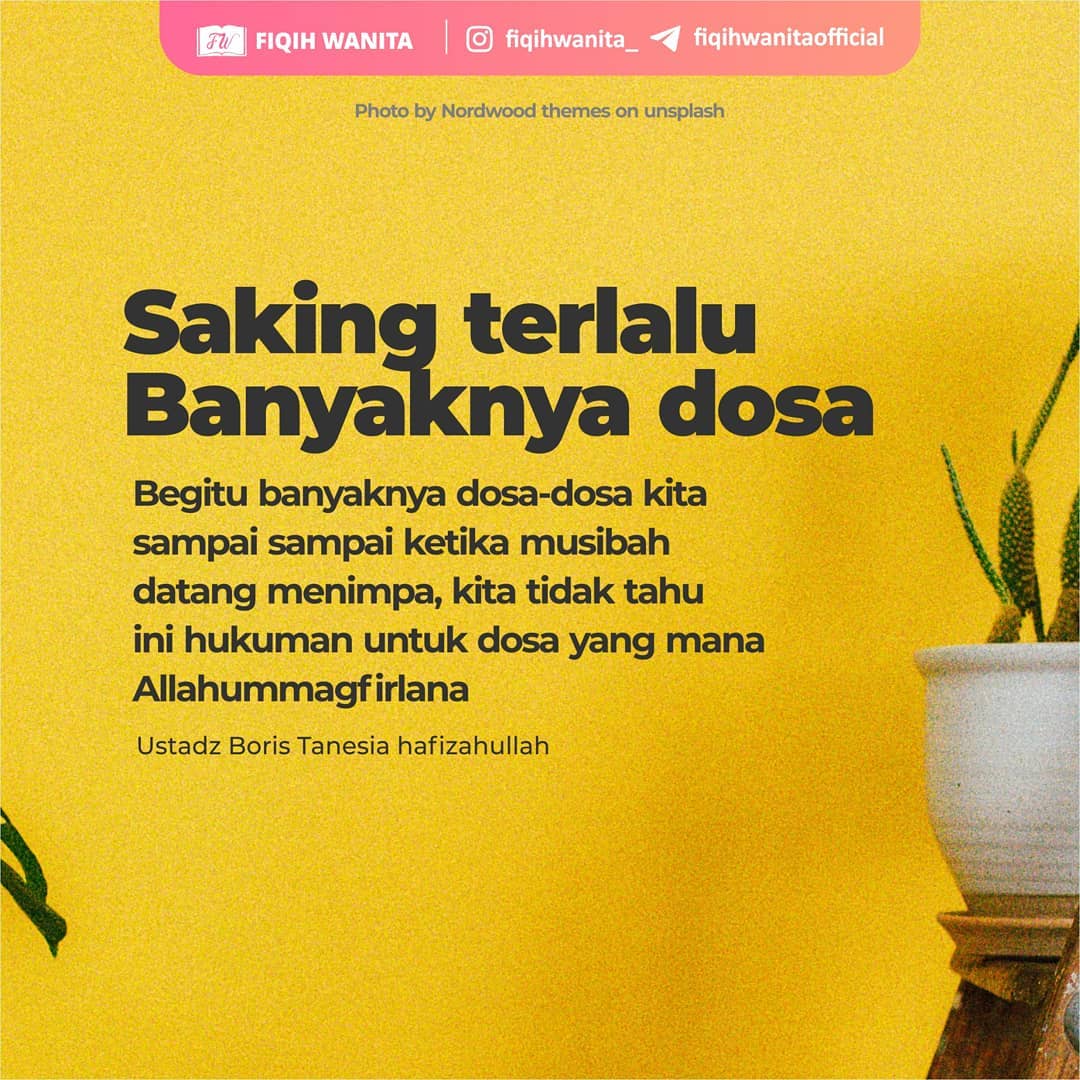 FW FIQIH WANITA fiqihwanita_ fiqihwanitaofficial
Photo by Nordwood themes on unsplash
Saking terlalu
Banyaknya dosa
Begitu banyaknya dosa-dosa kita
sampai sampai ketika musibah
datang menimpa, kita tidak tahu
ini hukuman untuk dosa yang mana
Allahummagfirlana
Ustadz Boris Tanesia hafizahullah